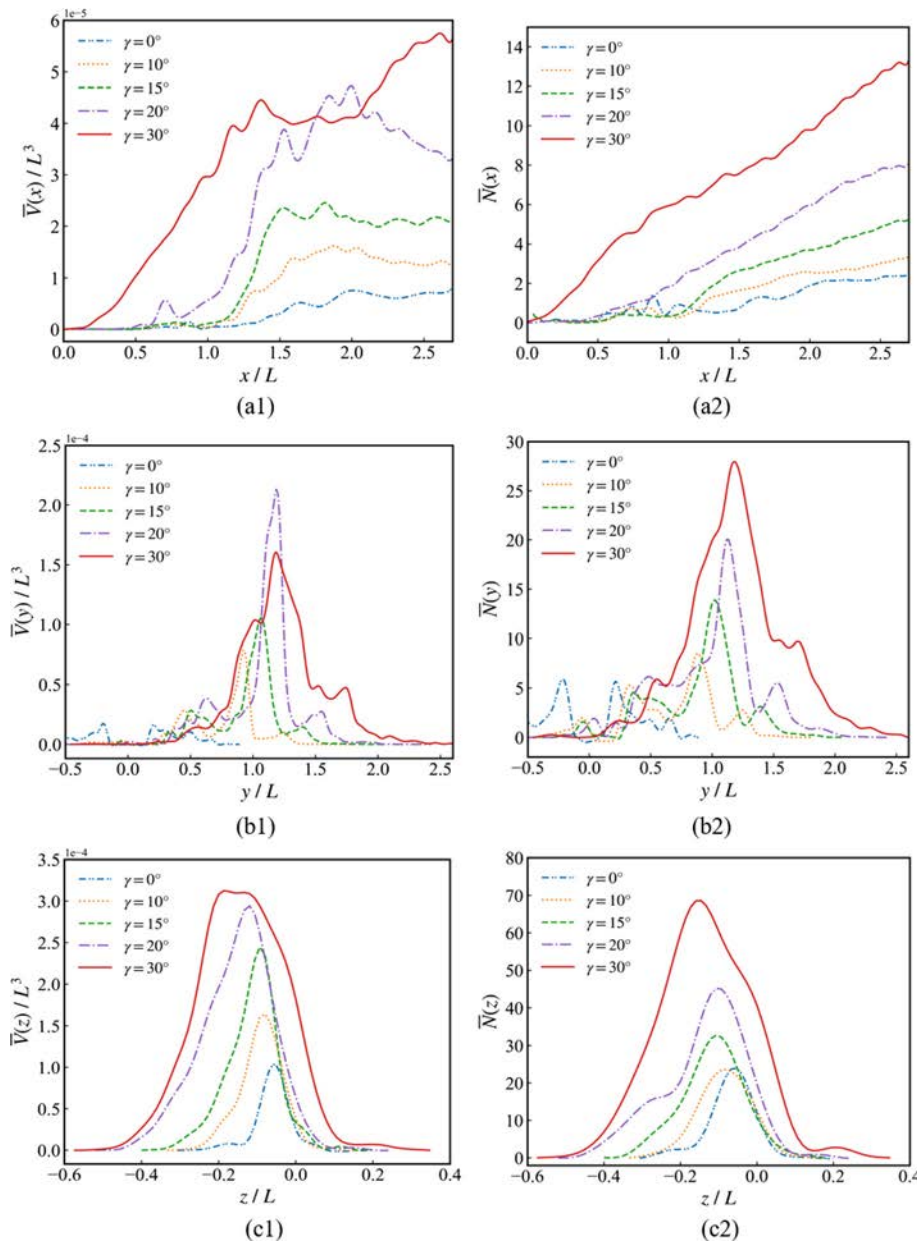 1e−5
6
5
4
3
2
1
0
V̅(x) / L³
γ = 0°
γ = 10°
γ = 15°
γ = 20°
γ = 30°
0.0 0.5 1.0 1.5 2.0 2.5
x / L
(a1)
14
12
10
8
6
4
2
0
N̅(x)
γ = 0°
γ = 10°
γ = 15°
γ = 20°
γ = 30°
0.0 0.5 1.0 1.5 2.0 2.5
x / L
(a2)
1e−4
2.5
2.0
1.5
1.0
0.5
0.0
V̅(y) / L³
γ = 0°
γ = 10°
γ = 15°
γ = 20°
γ = 30°
−0.5 0.0 0.5 1.0 1.5 2.0 2.5
y / L
(b1)
30
25
20
15
10
5
0
N̅(y)
γ = 0°
γ = 10°
γ = 15°
γ = 20°
γ = 30°
−0.5 0.0 0.5 1.0 1.5 2.0 2.5
y / L
(b2)
1e−4
3.5
3.0
2.5
2.0
1.5
1.0
0.5
0.0
V̅(z) / L³
γ = 0°
γ = 10°
γ = 15°
γ = 20°
γ = 30°
−0.6 −0.4 −0.2 0.0 0.2 0.4
z / L
(c1)
80
70
60
50
40
30
20
10
0
N̅(z)
γ = 0°
γ = 10°
γ = 15°
γ = 20°
γ = 30°
−0.6 −0.4 −0.2 0.0 0.2 0.4
z / L
(c2)